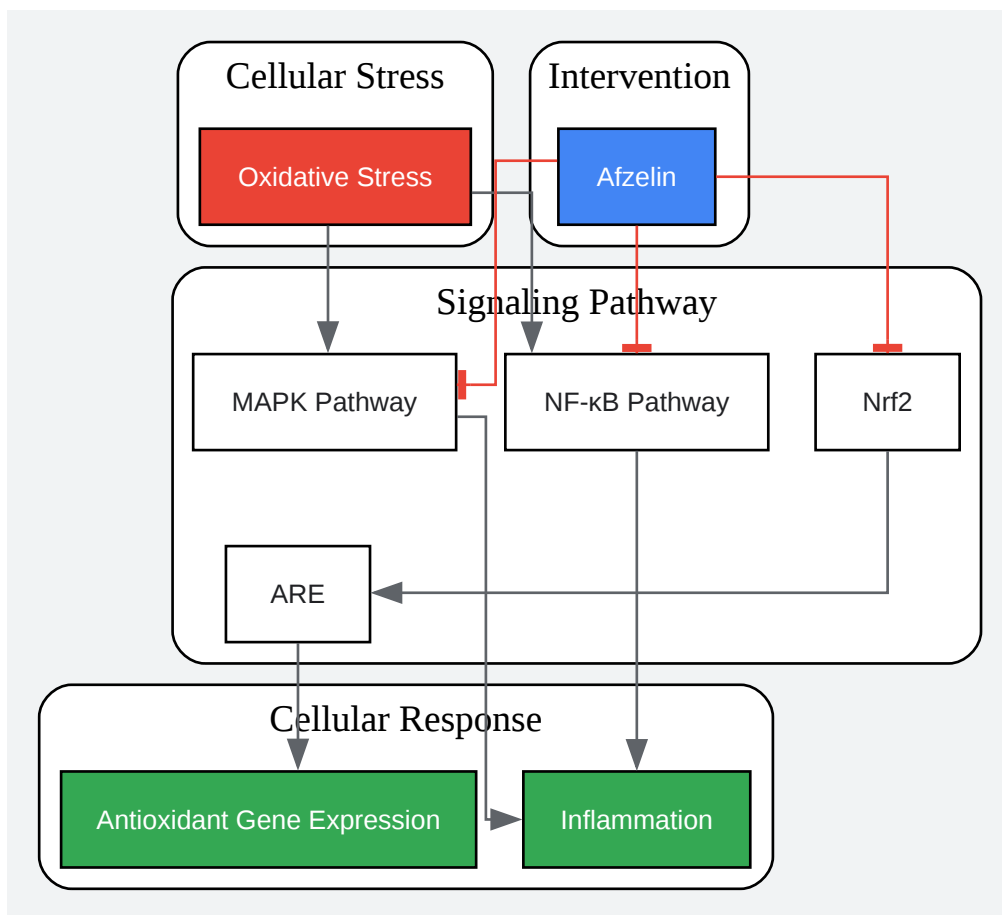 Cellular Stress
Intervention
Oxidative Stress
Afzelin
Signaling Pathway
MAPK Pathway
NF-κB Pathway
Nrf2
ARE
Cellular Response
Antioxidant Gene Expression
Inflammation